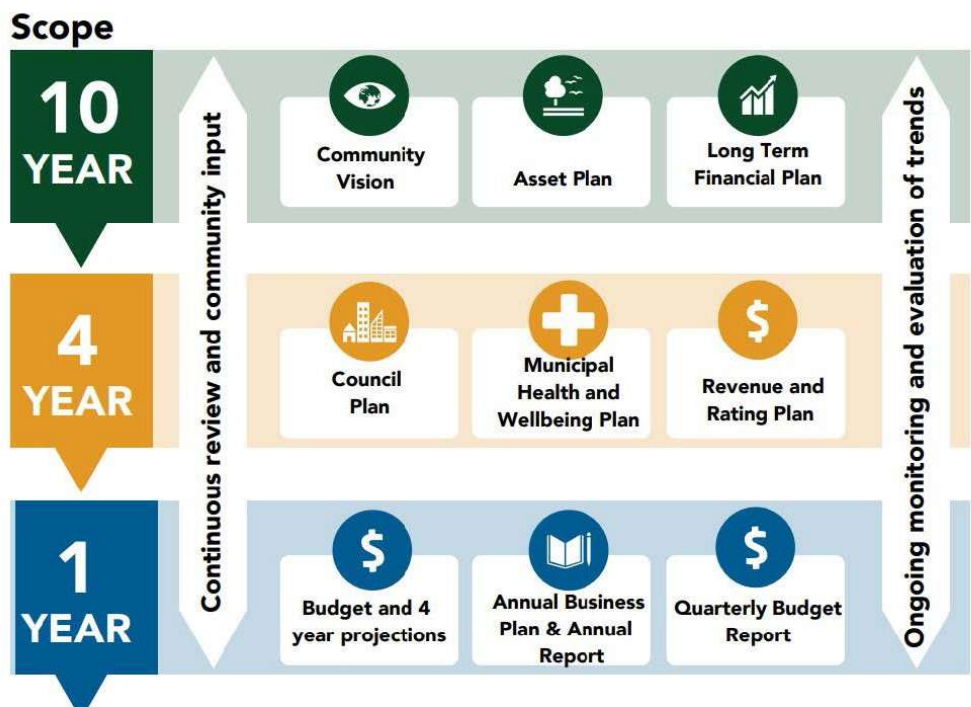 Scope
10
YEAR
Continuous review and community input
Community
Vision
Asset Plan
Long Term
Financial Plan
Ongoing monitoring and evaluation of trends
4
YEAR
$
Council
Plan
Municipal
Health and
Wellbeing Plan
Revenue and
Rating Plan
1
YEAR
$
$
Budget and 4
year projections
Annual Business
Plan & Annual
Report
Quarterly Budget
Report